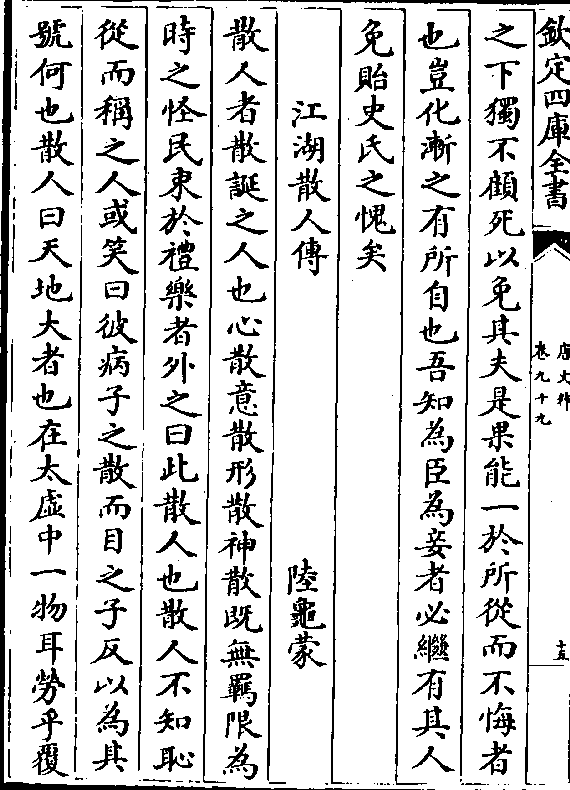 欽定四庫全書
唐文粹
卷九十九
十五
之下獨不顧死以免其夫是果能一於所從而不悔者
也豈化漸之有所自也吾知為臣為妾者必繼有其人
免貽史氏之愧矣
江湖散人傳 陸龜蒙
散人者散誕之人也心散意散形散神散既無羈限為
時之怪民束於禮樂者外之曰此散人也散人不知恥
從而稱之人或笑曰彼病子之散而目之子反以為其
號何也散人曰天地大者也在太虛中一物耳勞乎覆